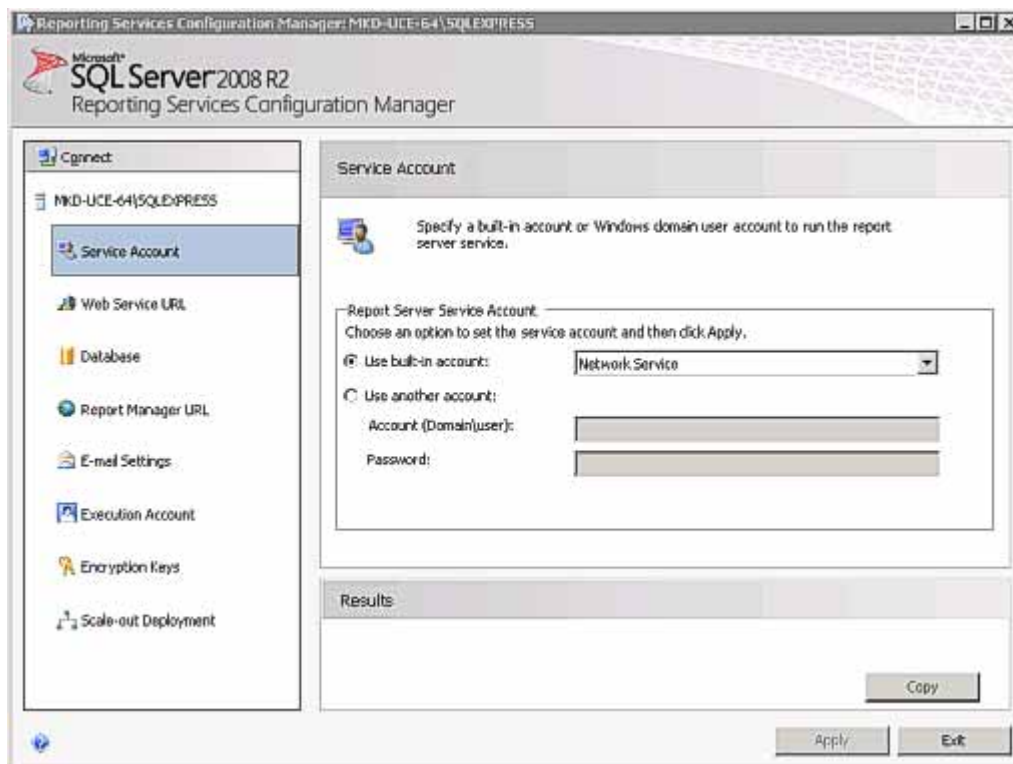 Reporting Services Configuration Manager: MKD-UCE-64\SQLEXPRESS
Microsoft®
SQL Server 2008 R2
Reporting Services Configuration Manager
Connect
MKD-UCE-64\SQLEXPRESS
Service Account
Web Service URL
Database
Report Manager URL
E-mail Settings
Execution Account
Encryption Keys
Scale-out Deployment
Service Account
Specify a built-in account or Windows domain user account to run the report
server service.
Report Server Service Account
Choose an option to set the service account and then click Apply.
Use built-in account:
Network Service
Use another account:
Account (Domain\user):
Password:
Results
Copy
Apply
Exit